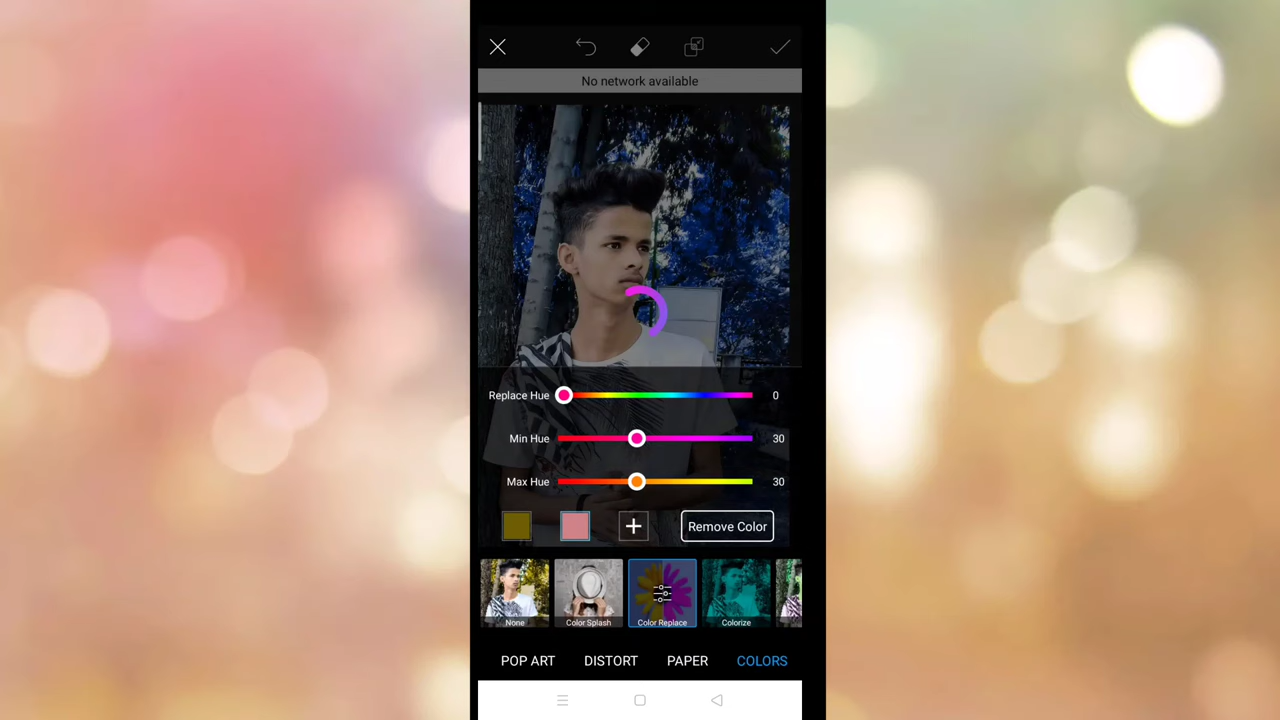 No network available
Replace Hue 0
Min Hue 30
Max Hue 30
Remove Color
None Color Splash Color Replace Colorize
POP ART DISTORT PAPER COLORS